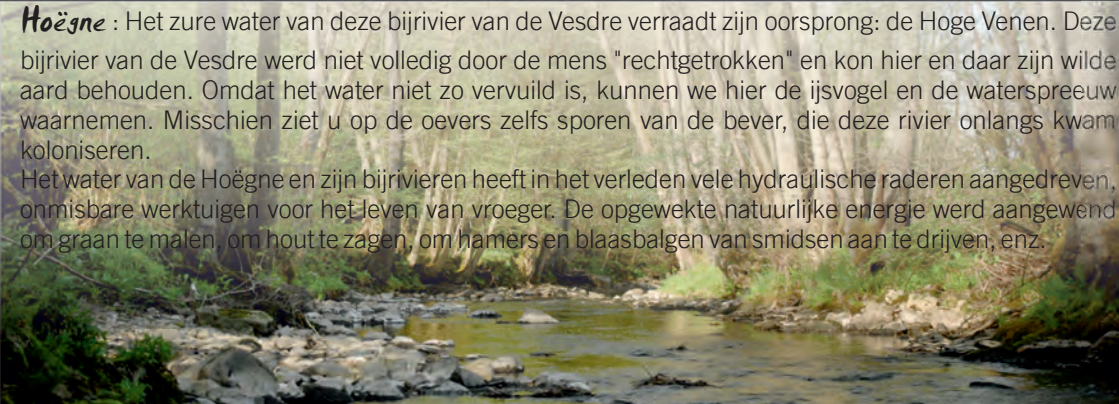 Hoëgne : Het zure water van deze bijrivier van de Vesdre verraadt zijn oorsprong: de Hoge Venen. Deze
bijrivier van de Vesdre werd niet volledig door de mens "rechtgetrokken" en kon hier en daar zijn wilde
aard behouden. Omdat het water niet zo vervuild is, kunnen we hier de ijsvogel en de waterspreeuw
waarnemen. Misschien ziet u op de oevers zelfs sporen van de bever, die deze rivier onlangs kwam
koloniseren.
Het water van de Hoëgne en zijn bijrivieren heeft in het verleden vele hydraulische raderen aangedreven,
onmisbare werktuigen voor het leven van vroeger. De opgewekte natuurlijke energie werd aangewend
om graan te malen, om hout te zagen, om hamers en blaasbalgen van smidsen aan te drijven, enz.